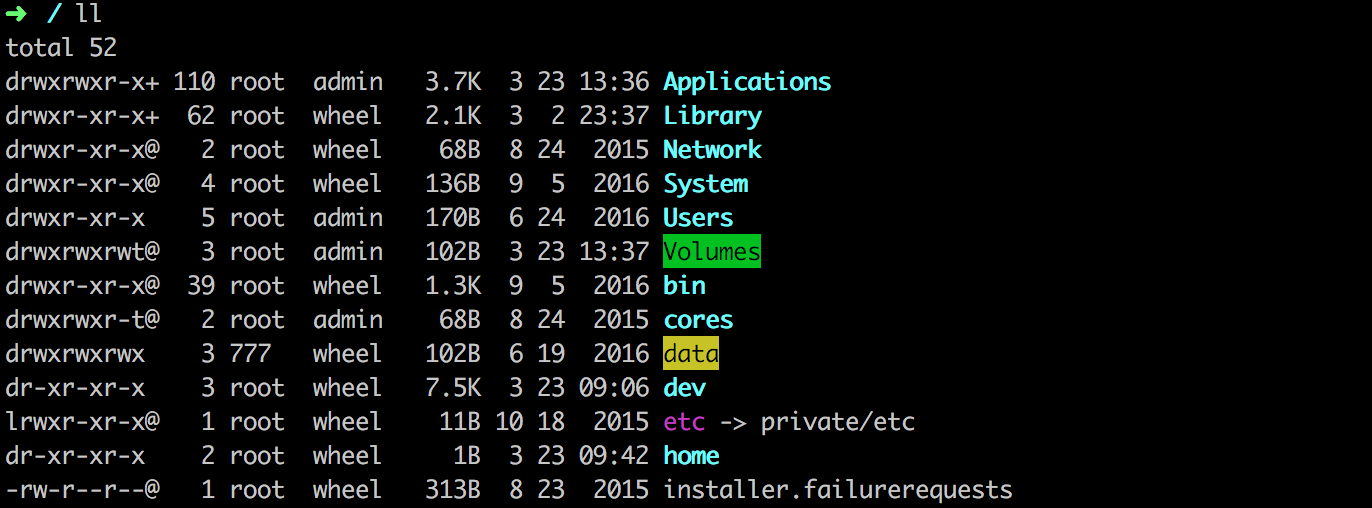 ➜  / ll
total 52
drwxrwxr-x+ 110 root  admin   3.7K  3 23 13:36 Applications
drwxr-xr-x+  62 root  wheel   2.1K  3  2 23:37 Library
drwxr-xr-x@   2 root  wheel    68B  8 24  2015 Network
drwxr-xr-x@   4 root  wheel   136B  9  5  2016 System
drwxr-xr-x    5 root  admin   170B  6 24  2016 Users
drwxrwxrwt@   3 root  admin   102B  3 23 13:37 Volumes
drwxr-xr-x@  39 root  wheel   1.3K  9  5  2016 bin
drwxrwxr-t@   2 root  admin    68B  8 24  2015 cores
drwxrwxrwx    3 777   wheel   102B  6 19  2016 data
dr-xr-xr-x    3 root  wheel   7.5K  3 23 09:06 dev
lrwxr-xr-x@   1 root  wheel    11B 10 18  2015 etc -> private/etc
dr-xr-xr-x    2 root  wheel     1B  3 23 09:42 home
-rw-r--r--@   1 root  wheel   313B  8 23  2015 installer.failurerequests